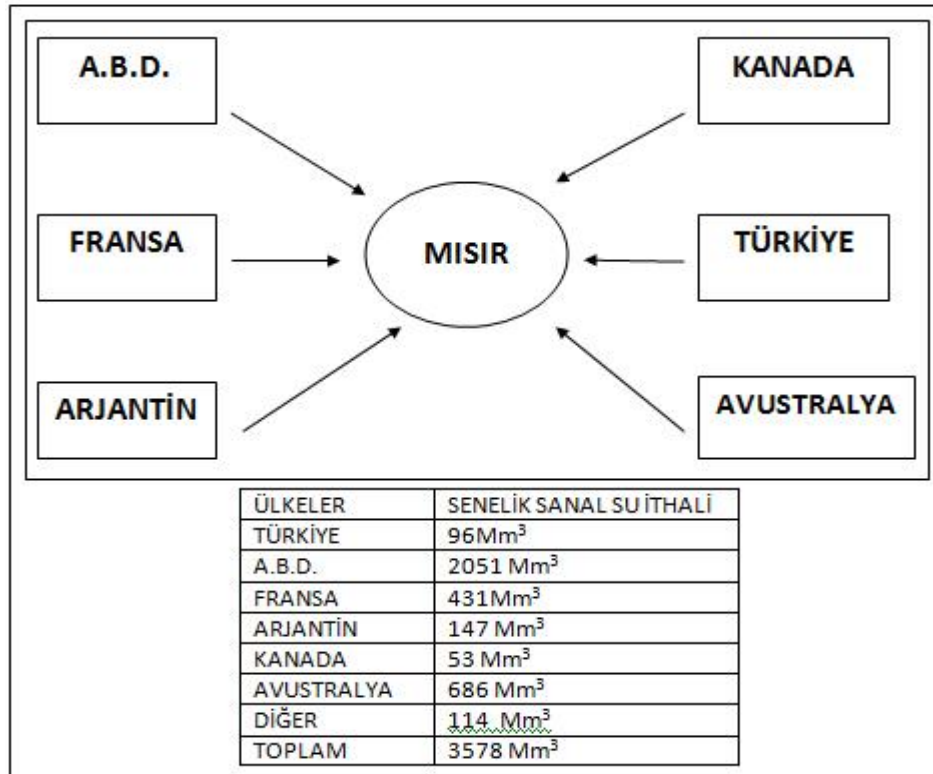 A.B.D.
KANADA
FRANSA
MISIR
TÜRKİYE
ARJANTİN
AVUSTRALYA
ÜLKELER SENELİK SANAL SU İTHALİ
TÜRKİYE 96Mm³
A.B.D. 2051 Mm³
FRANSA 431Mm³
ARJANTİN 147 Mm³
KANADA 53 Mm³
AVUSTRALYA 686 Mm³
DİĞER 114 Mm³
TOPLAM 3578 Mm³